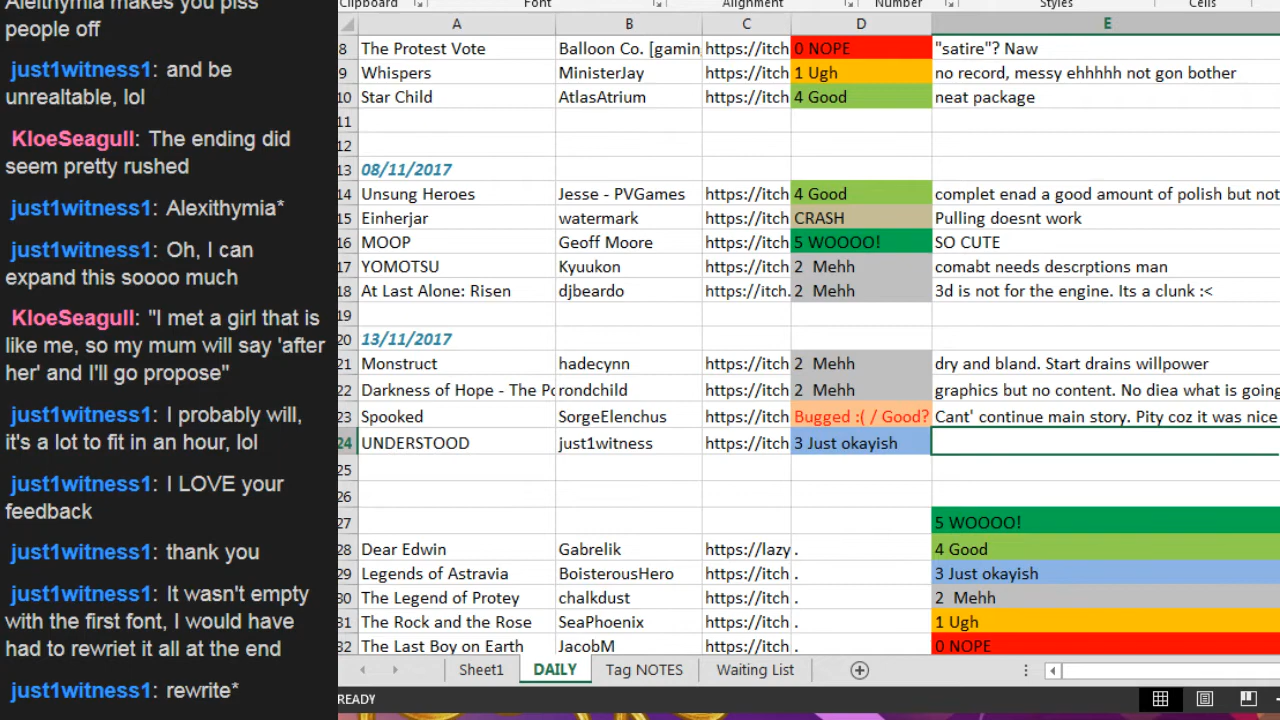 Aleithymia makes you piss
people off
just1witness1: and be
unrealtable, lol
KloeSeagull: The ending did
seem pretty rushed
just1witness1: Alexithymia*
just1witness1: Oh, I can
expand this soooo much
KloeSeagull: "I met a girl that is
like me, so my mum will say 'after
her' and I'll go propose"
just1witness1: I probably will,
it's a lot to fit in an hour, lol
just1witness1: I LOVE your
feedback
just1witness1: thank you
just1witness1: It wasn't empty
with the first font, I would have
had to rewriet it all at the end
just1witness1: rewrite*
Clipboard Font Alignment Number Styles Cells
A B C D E
8 The Protest Vote Balloon Co. [gamin https://itch 0 NOPE "satire"? Naw
9 Whispers MinisterJay https://itch 1 Ugh no record, messy ehhhhh not gon bother
10 Star Child AtlasAtrium https://itch 4 Good neat package
11
12
13 08/11/2017
14 Unsung Heroes Jesse - PVGames https://itch 4 Good complet enad a good amount of polish but not
15 Einherjar watermark https://itch CRASH Pulling doesnt work
16 MOOP Geoff Moore https://itch 5 WOOOO! SO CUTE
17 YOMOTSU Kyuukon https://itch 2 Mehh comabt needs descrptions man
18 At Last Alone: Risen djbeardo https://itch. 2 Mehh 3d is not for the engine. Its a clunk :<
19
20 13/11/2017
21 Monstruct hadecynn https://itch 2 Mehh dry and bland. Start drains willpower
22 Darkness of Hope - The Po rondchild https://itch 2 Mehh graphics but no content. No diea what is going
23 Spooked SorgeElenchus https://itch Bugged :( / Good? Cant' continue main story. Pity coz it was nice
24 UNDERSTOOD just1witness https://itch 3 Just okayish
25
26
27 5 WOOOO!
28 Dear Edwin Gabrelik https://lazy . 4 Good
29 Legends of Astravia BoisterousHero https://itch . 3 Just okayish
30 The Legend of Protey chalkdust https://itch . 2 Mehh
31 The Rock and the Rose SeaPhoenix https://itch . 1 Ugh
32 The Last Boy on Earth JacobM https://itch . 0 NOPE
Sheet1 DAILY Tag NOTES Waiting List
READY